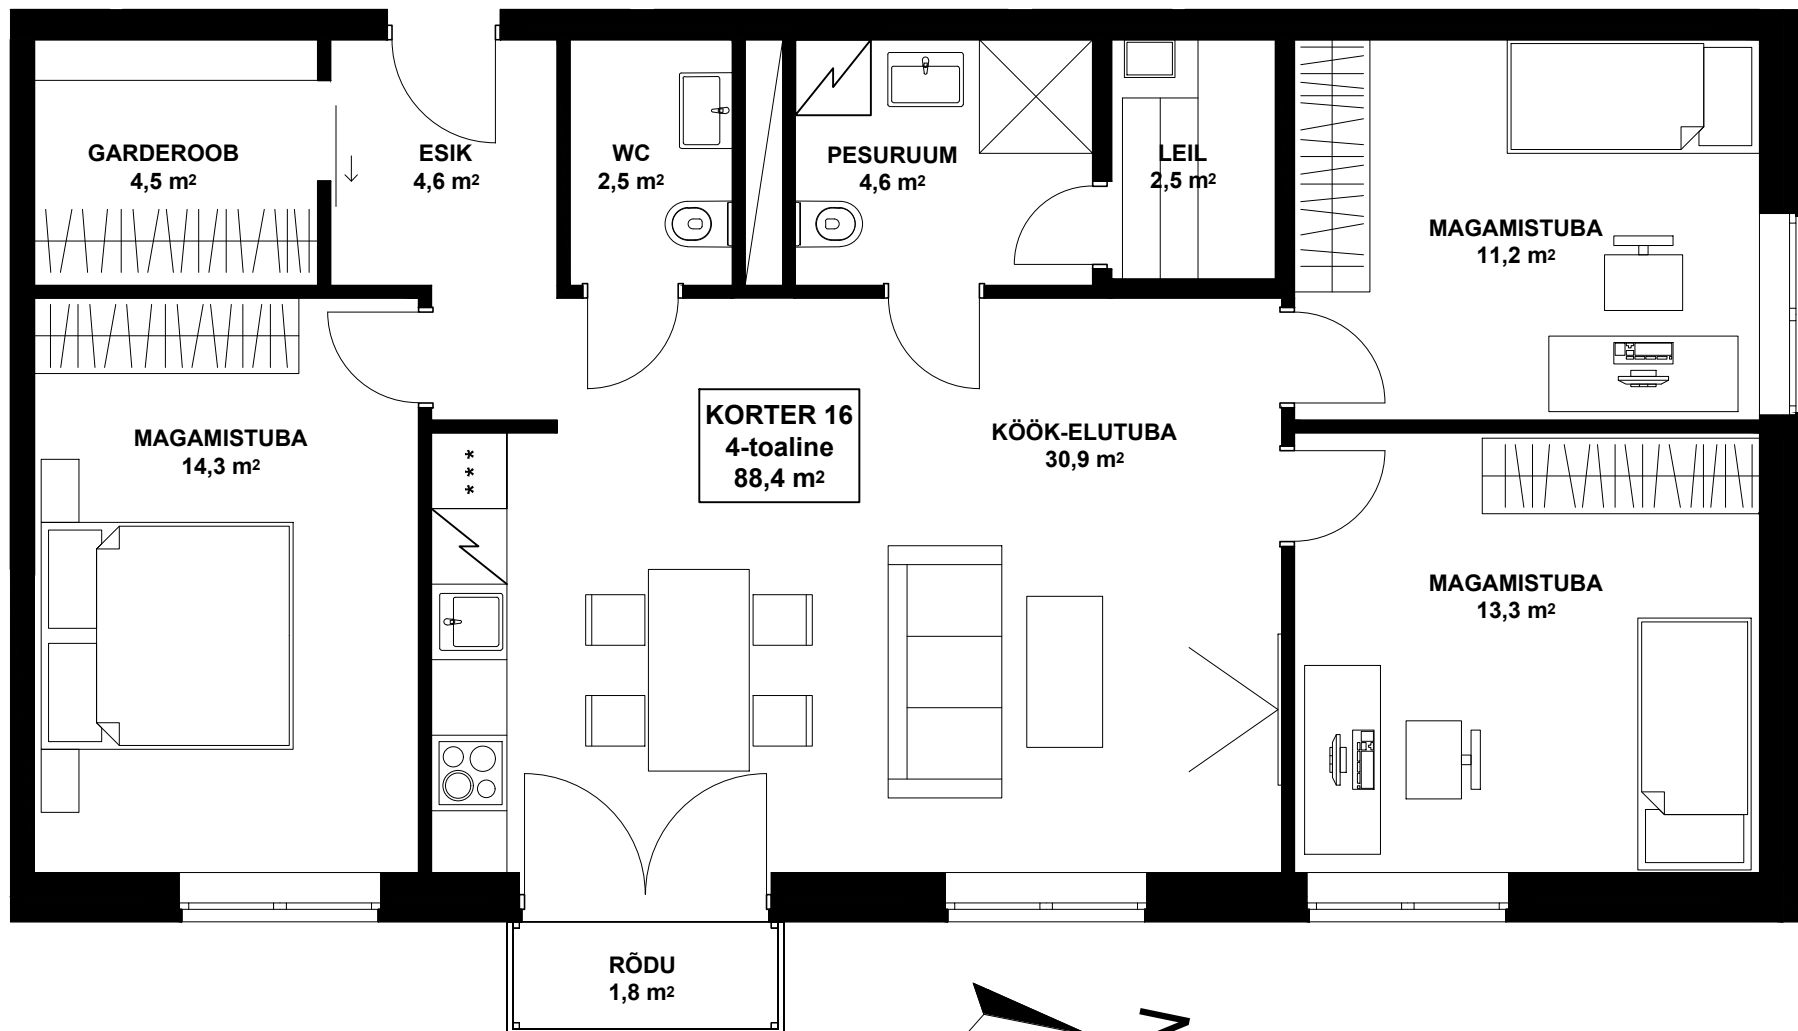 GARDEROOB
4,5 m²
ESIK
4,6 m²
WC
2,5 m²
PESURUUM
4,6 m²
LEIL
2,5 m²
MAGAMISTUBA
11,2 m²
MAGAMISTUBA
14,3 m²
***
KORTER 16
4-toaline
88,4 m²
KÖÖK-ELUTUBA
30,9 m²
MAGAMISTUBA
13,3 m²
RÕDU
1,8 m²